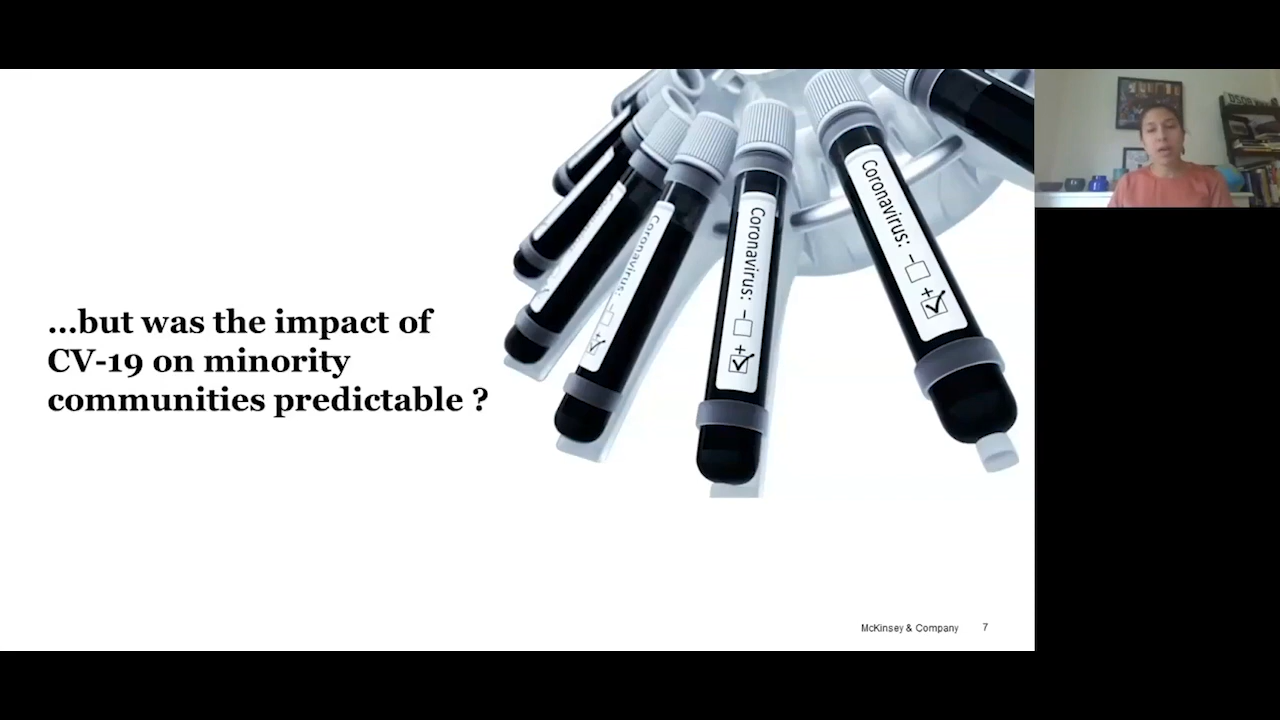 ...but was the impact of
CV-19 on minority
communities predictable ?
Coronavirus:
- +
Coronavirus:
- +
Coronavirus:
McKinsey & Company 7